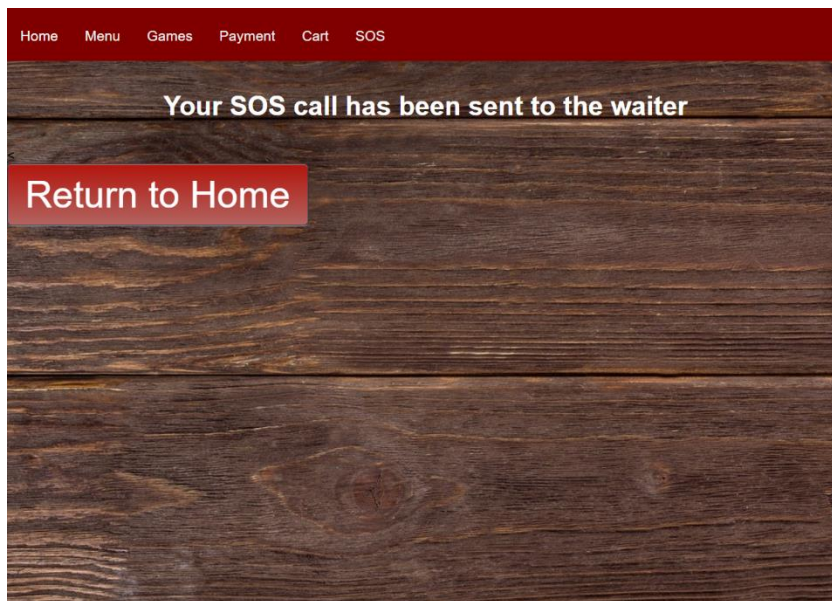 Home Menu Games Payment Cart SOS
Your SOS call has been sent to the waiter
Return to Home